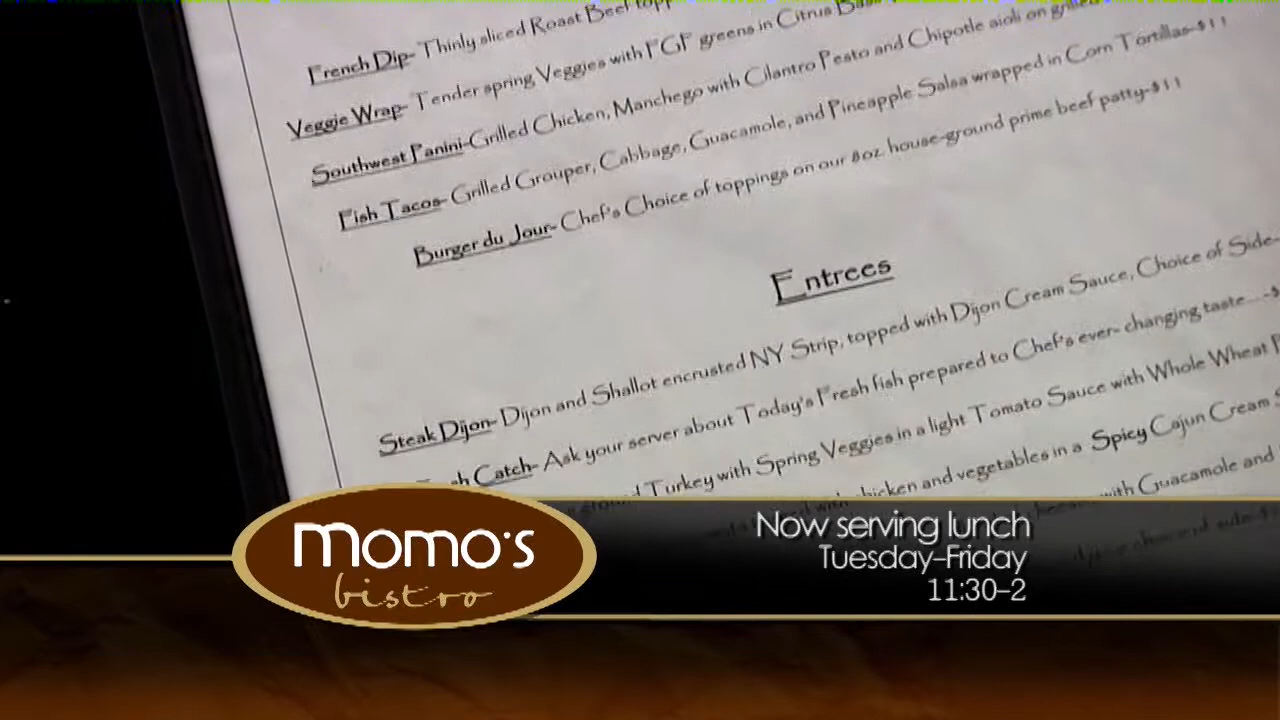 French Dip- Thinly sliced Roast Beef
Veggie Wrap- Tender spring Veggies with FGF greens in Citrus
Southwest Panini-Grilled Chicken, Manchego with Cilantro Pesto and Chipotle aioli on
Fish Tacos- Grilled Grouper, Cabbage, Guacamole, and Pineapple Salsa wrapped in Corn Tortillas-$11
Burger du Jour- Chef's Choice of toppings on our 8oz. house-ground prime beef patty-$11
Entrees
Steak Dijon- Dijon and Shallot encrusted NY Strip, topped with Dijon Cream Sauce, Choice of Side-
Catch- Ask your server about Today's Fresh fish prepared to Chef's ever- changing taste....-$
Turkey with Spring Veggies in a light Tomato Sauce with Whole Wheat
chicken and vegetables in a Spicy Cajun Cream
with Guacamole and
momo's
bistro
Now serving lunch
Tuesday–Friday
11:30–2